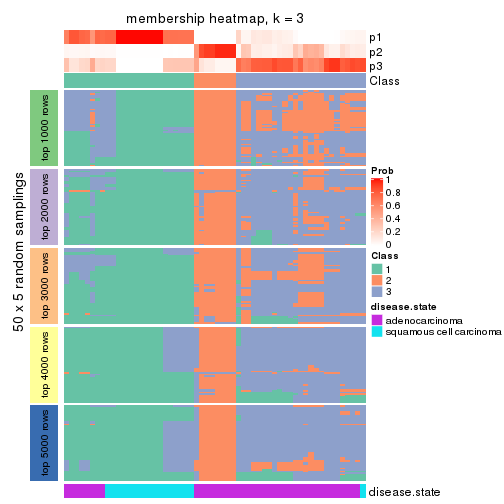 membership heatmap, k = 3
p1
p2
p3
Class
50 x 5 random samplings
top 1000 rows
top 2000 rows
top 3000 rows
top 4000 rows
top 5000 rows
Prob
1
0.8
0.6
0.4
0.2
0
Class
1
2
3
disease.state
adenocarcinoma
squamous cell carcinoma
disease.state